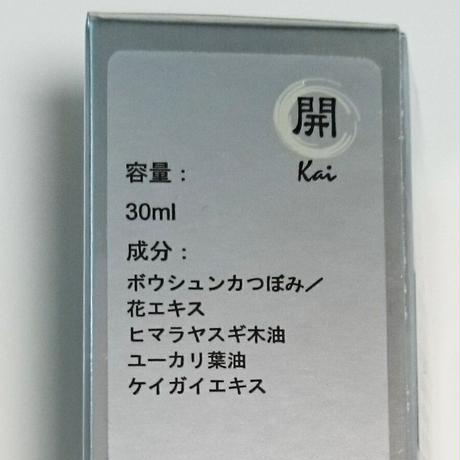 開
Kai
容量：
30ml
成分：
ボウシュンカつぼみ／
花エキス
ヒマラヤスギ木油
ユーカリ葉油
ケイガイエキス